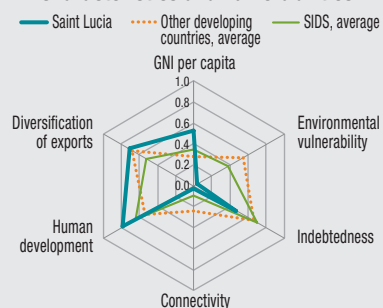 Saint Lucia
Other developing
countries, average
SIDS, average
GNI per capita
1.0
0.8
0.6
0.4
0.2
0.0
Diversification
of exports
Environmental
vulnerability
Human
development
Indebtedness
Connectivity